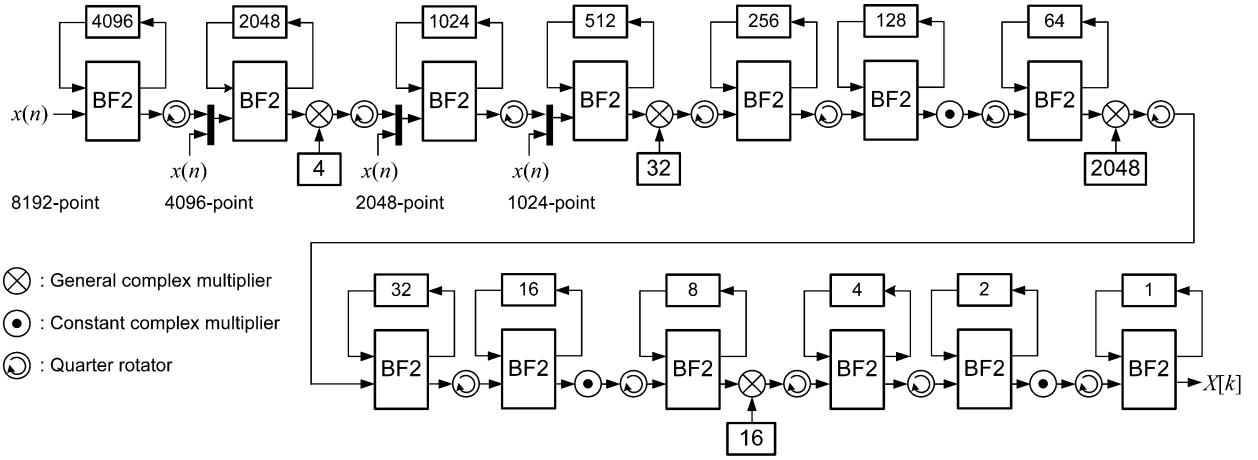 4096 2048 1024 512 256 128 64
BF2 BF2 BF2 BF2 BF2 BF2 BF2
x(n)
x(n) x(n) x(n)
4 32 2048
8192-point 4096-point 2048-point 1024-point
: General complex multiplier
: Constant complex multiplier
: Quarter rotator
32 16 8 4 2 1
BF2 BF2 BF2 BF2 BF2 BF2
X[k]
16